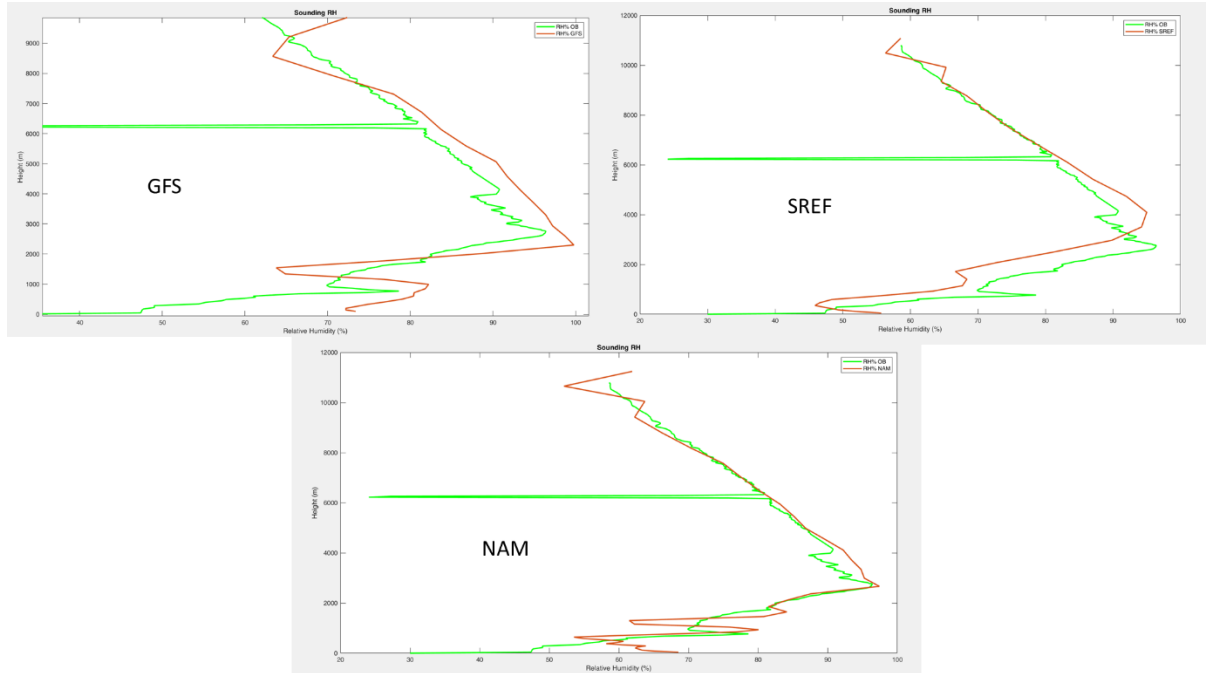 Sounding RH
RH% OB
RH% GFS
9000
8000
7000
6000
5000
4000
3000
2000
1000
0
Height (m)
GFS
40
50
60
70
80
90
100
Relative Humidity (%)
Sounding RH
RH% OB
RH% SREF
12000
10000
8000
6000
4000
2000
0
Height (m)
SREF
20
30
40
50
60
70
80
90
100
Relative Humidity (%)
Sounding RH
RH% OB
RH% NAM
12000
10000
8000
6000
4000
2000
0
Height (m)
NAM
20
30
40
50
60
70
80
90
100
Relative Humidity (%)